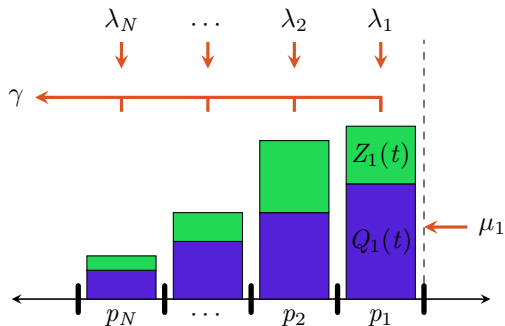 λ_N … λ_2 λ_1
γ
Z_1(t)
Q_1(t)
μ_1
p_N … p_2 p_1